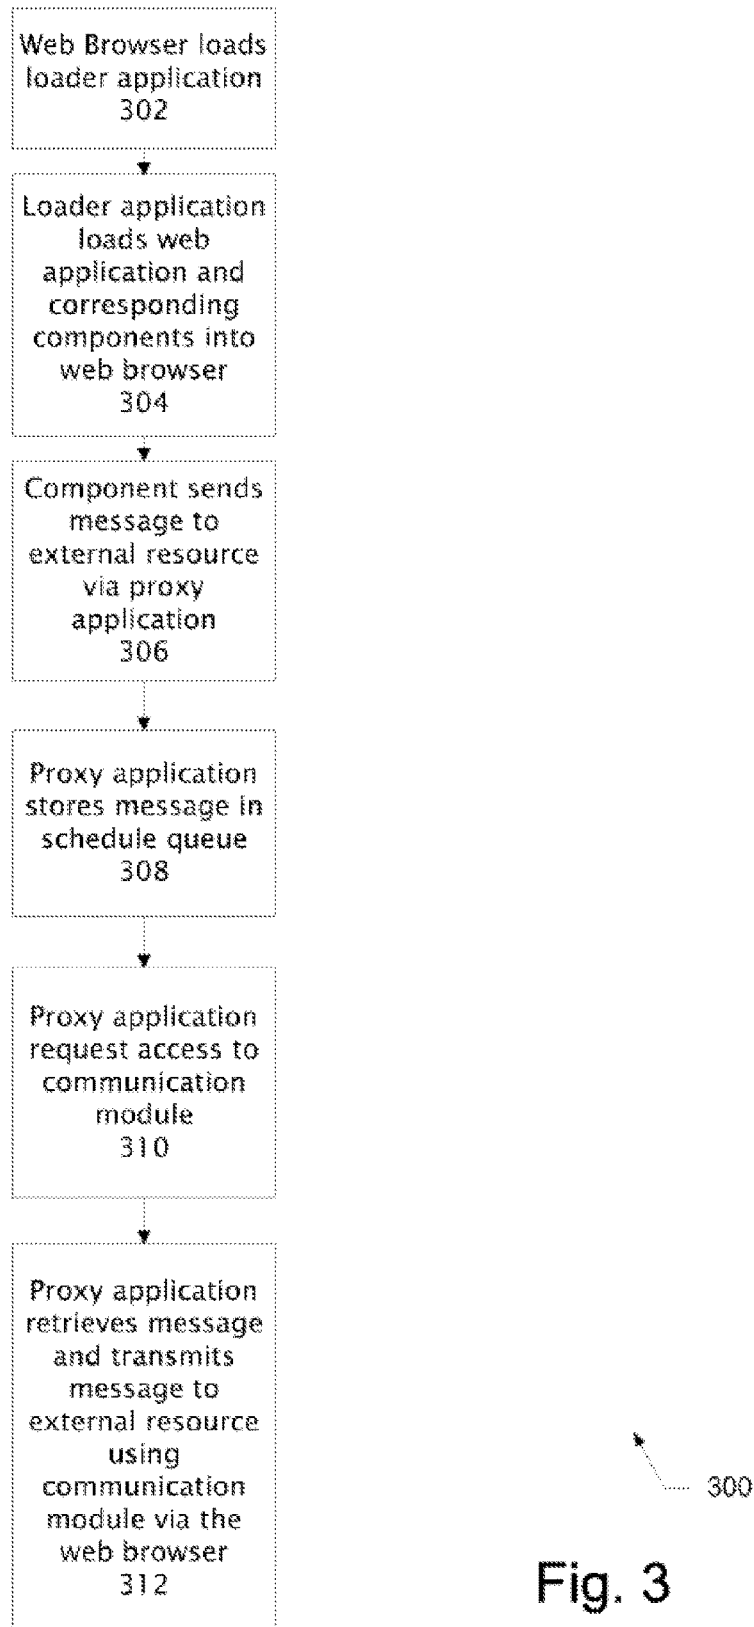 Web Browser loads
loader application
302
Loader application
loads web
application and
corresponding
components into
web browser
304
Component sends
message to
external resource
via proxy
application
306
Proxy application
stores message in
schedule queue
308
Proxy application
request access to
communication
module
310
Proxy application
retrieves message
and transmits
message to
external resource
using
communication
module via the
web browser
312
300
Fig. 3